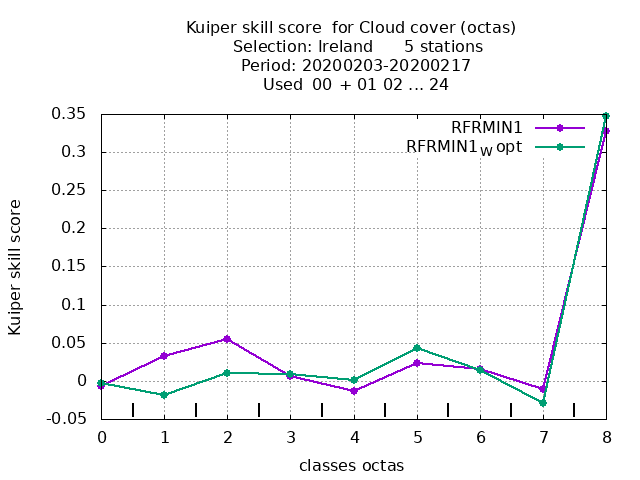 Kuiper skill score  for Cloud cover (octas)
Selection: Ireland      5 stations
Period: 20200203-20200217
Used  00 + 01 02 ... 24
RFRMIN1
RFRMIN1W opt
0.35
0.3
0.25
0.2
0.15
0.1
0.05
0
-0.05
Kuiper skill score
0 1 2 3 4 5 6 7 8
classes octas